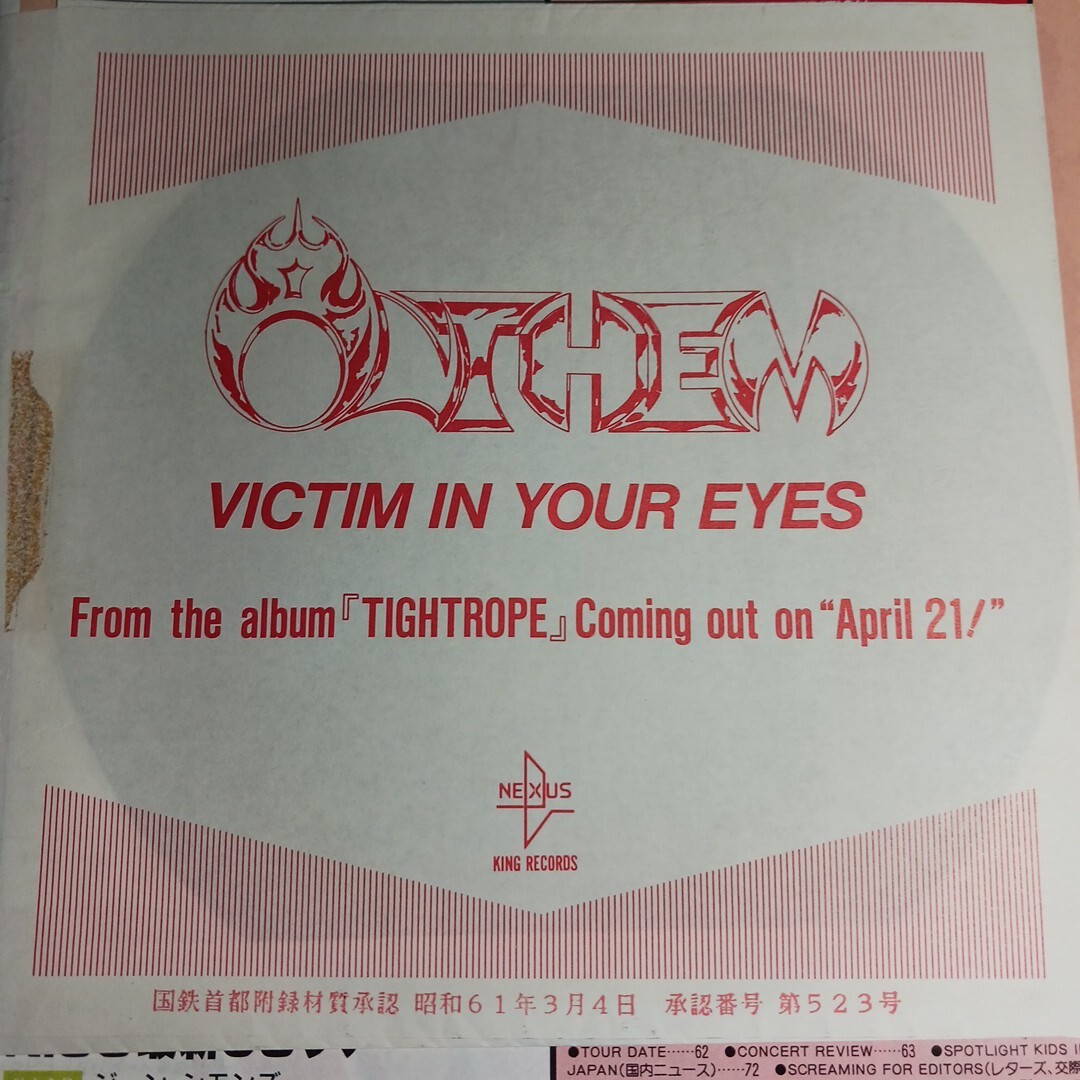 ANTHEM
VICTIM IN YOUR EYES
From the album『TIGHTROPE』Coming out on “April 21!”
NEXUS
KING RECORDS
国鉄首都附録材質承認 昭和61年3月4日 承認番号 第523号
●TOUR DATE……62 ●CONCERT REVIEW……63 ●SPOTLIGHT KIDS
JAPAN(国内ニュース)……72 ●SCREAMING FOR EDITORS(レターズ、交際